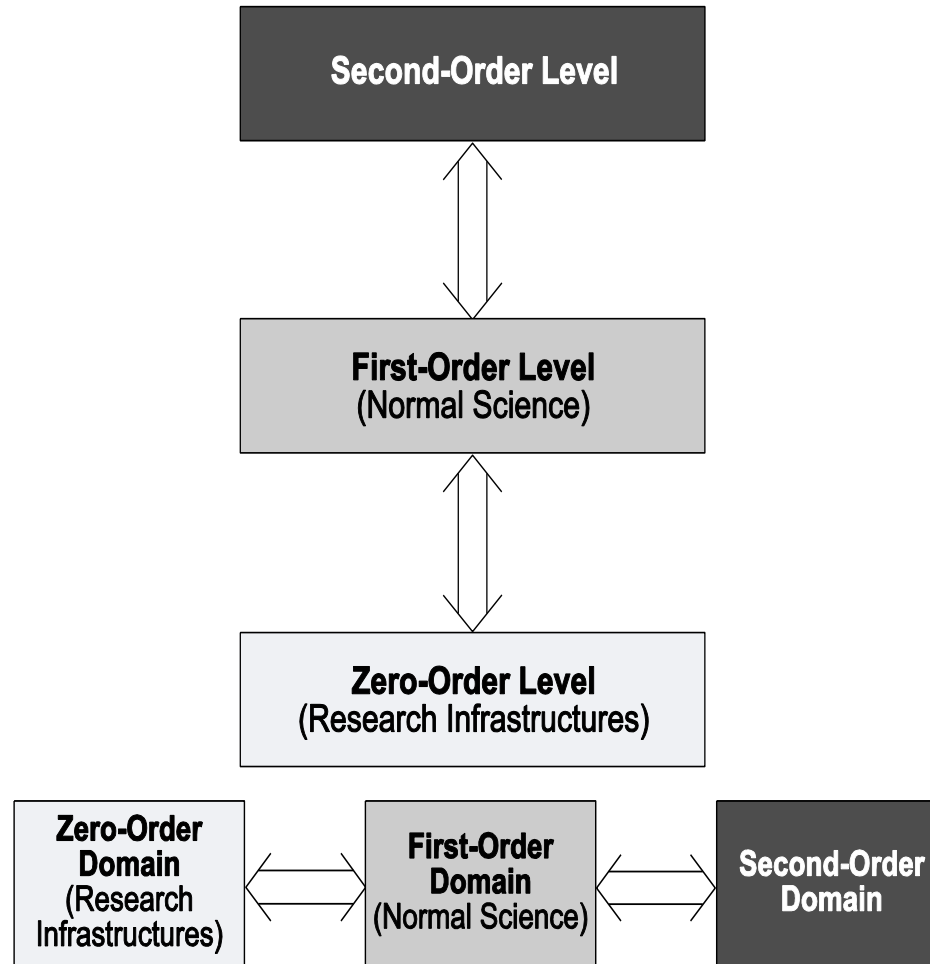 Second-Order Level
First-Order Level
(Normal Science)
Zero-Order Level
(Research Infrastructures)
Zero-Order
Domain
(Research
Infrastructures)
First-Order
Domain
(Normal Science)
Second-Order
Domain